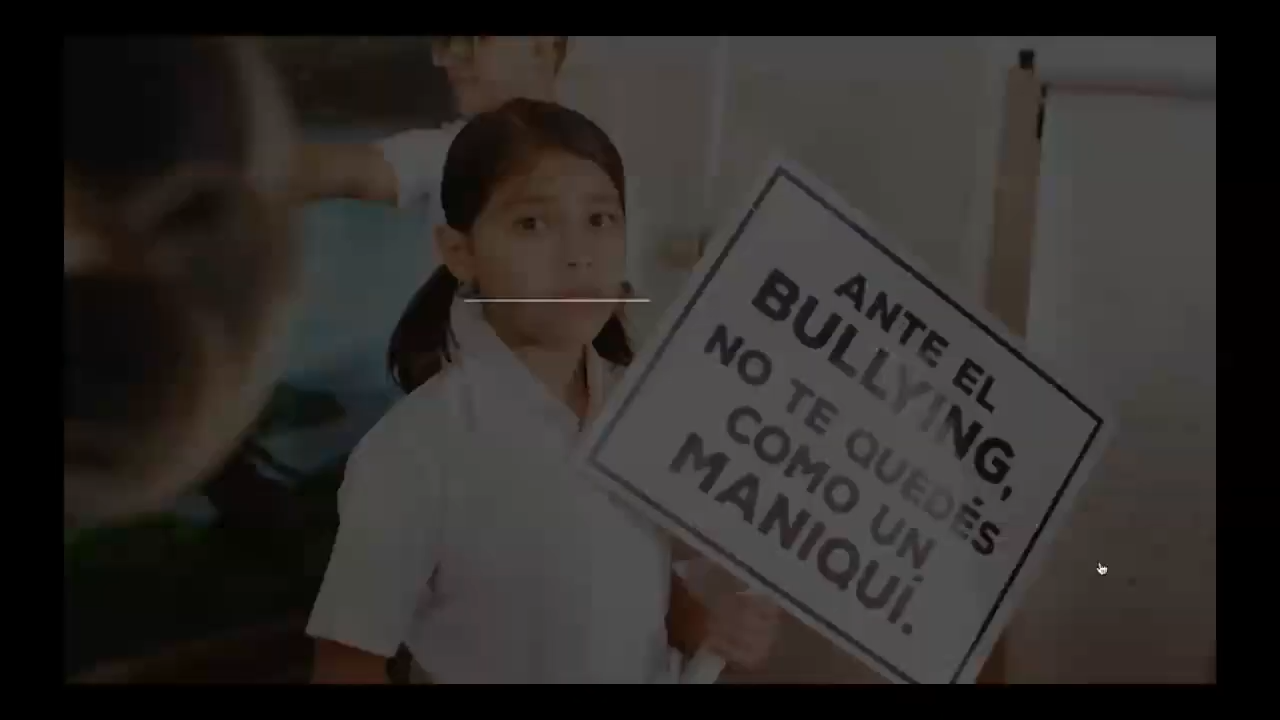 ANTE EL
BULLYING,
NO TE QUEDÉS
COMO UN
MANIQUÍ.